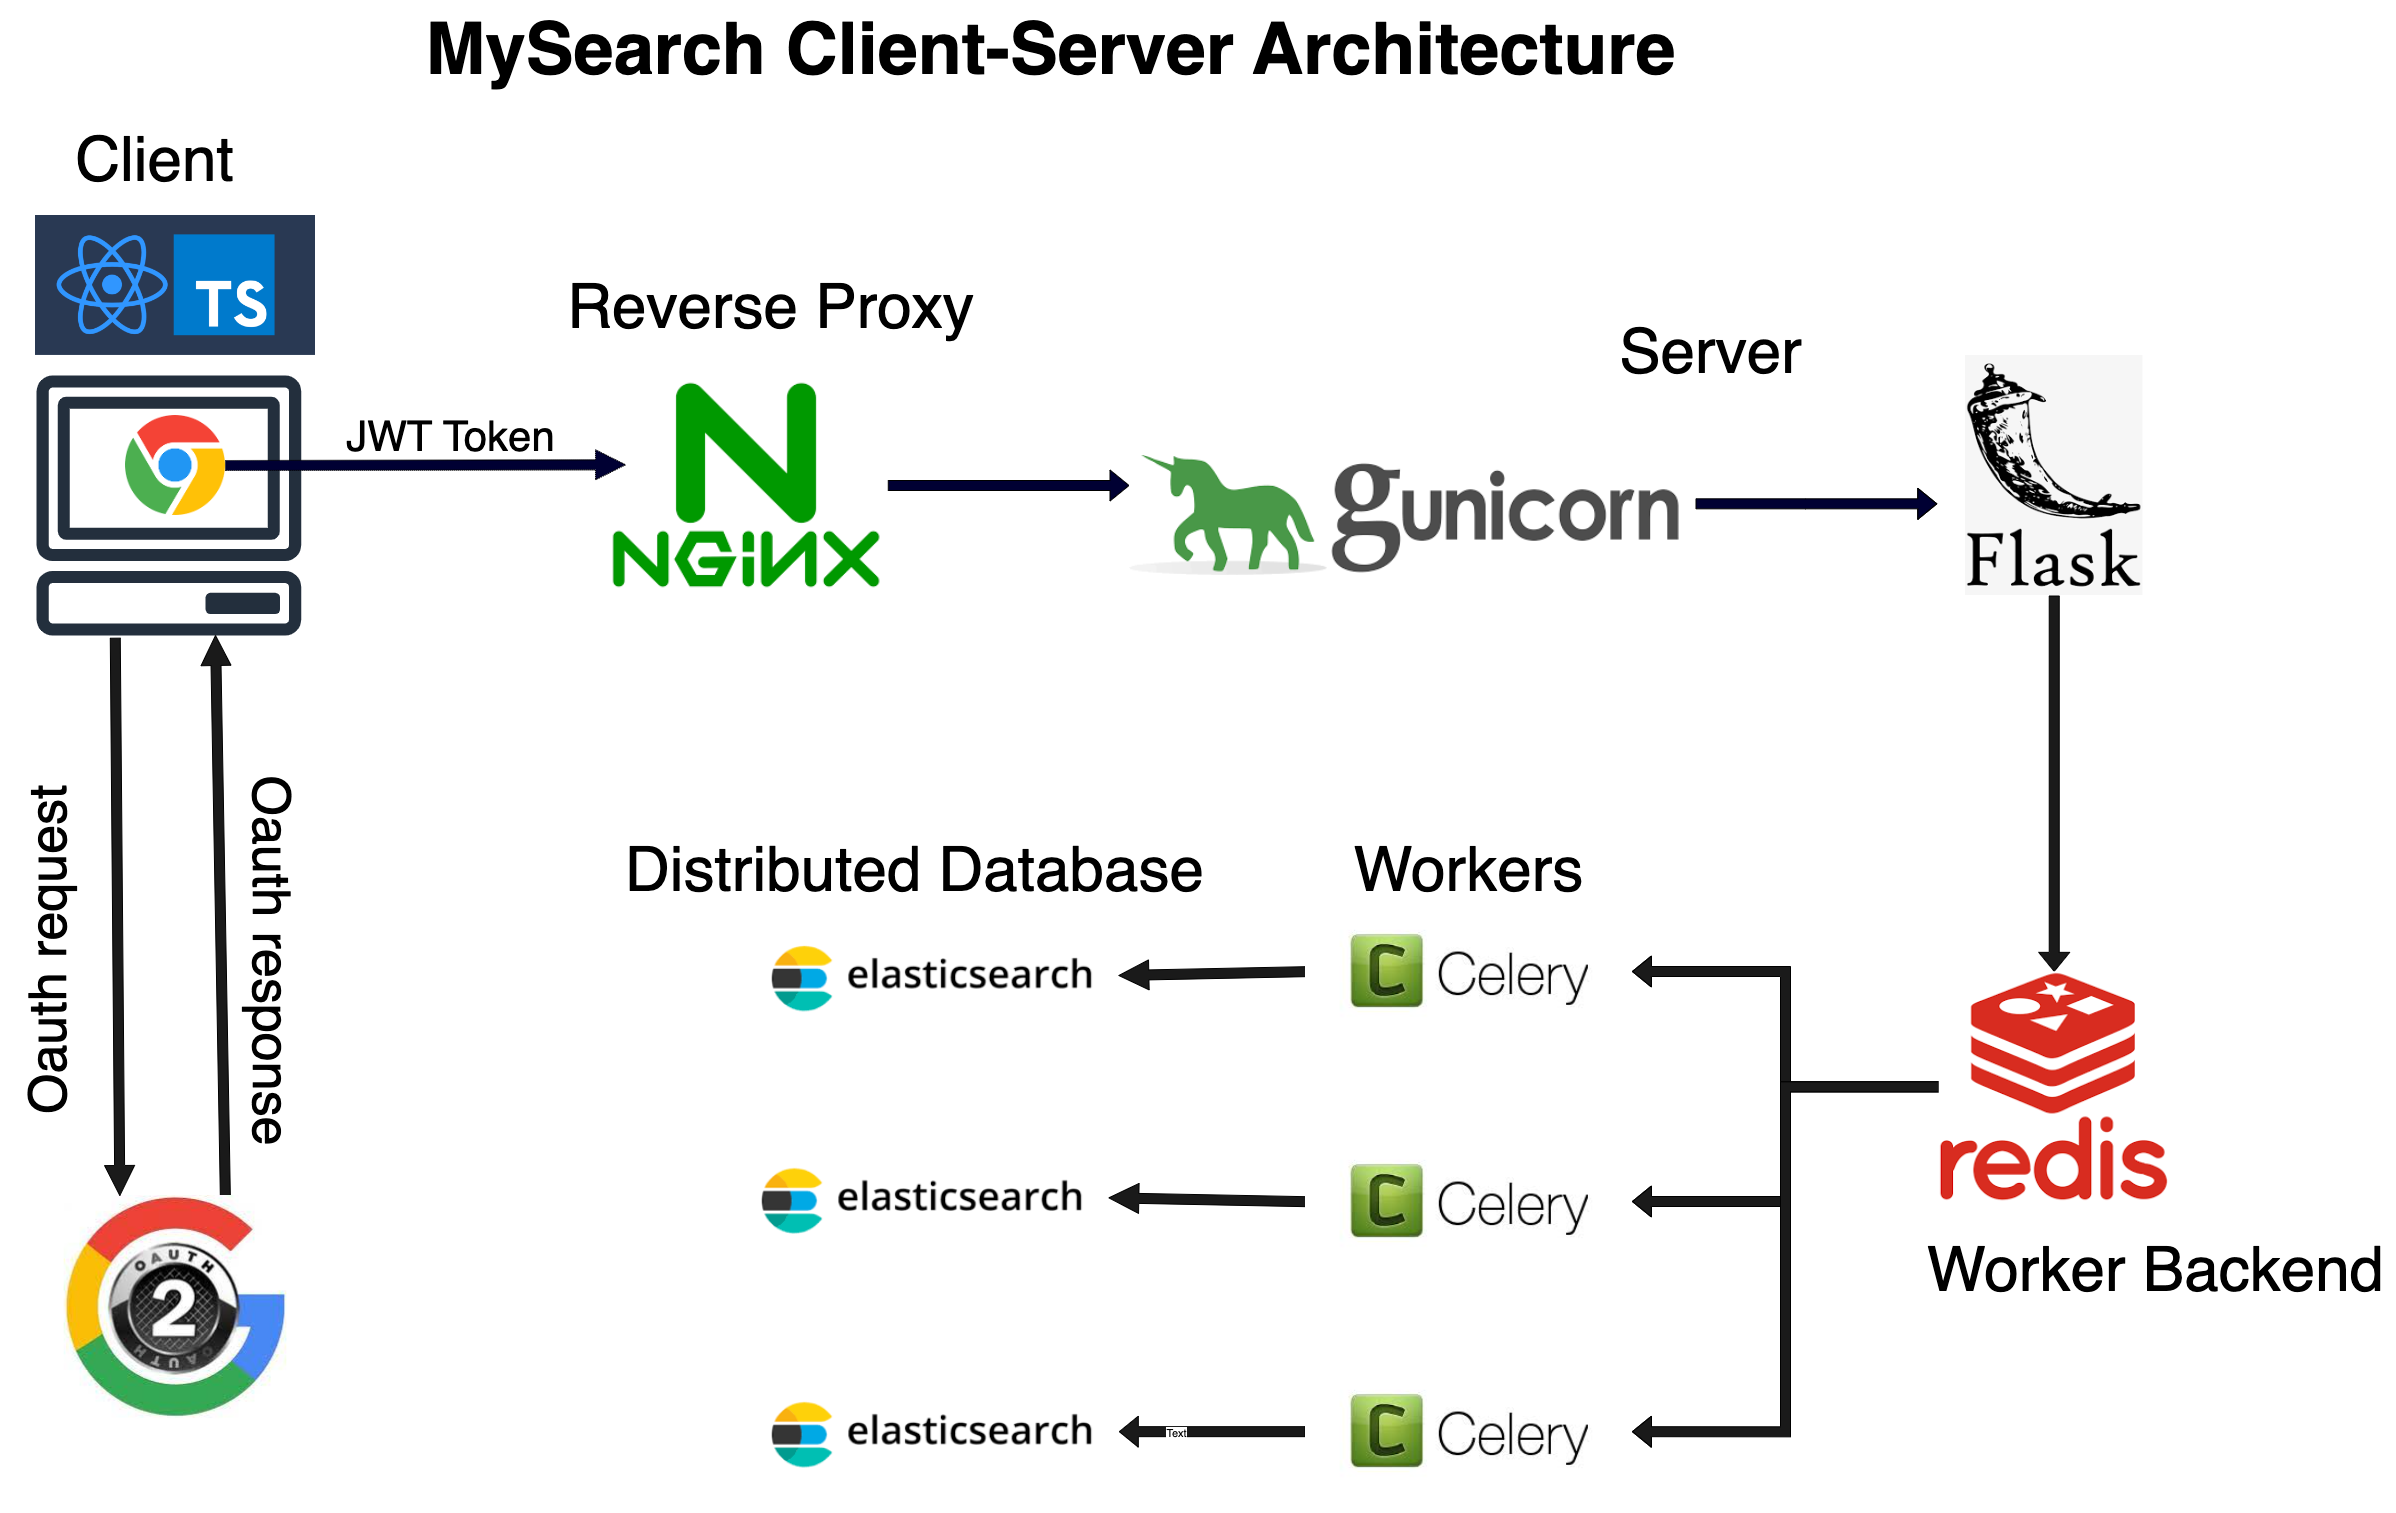 MySearch Client-Server Architecture
Client
TS
Reverse Proxy
Server
JWT Token
NGiNX
gunicorn
Flask
Oauth request
Oauth response
Distributed Database
Workers
elasticsearch
C Celery
elasticsearch
C Celery
redis
Worker Backend
OAUTH
2
OAUTH
elasticsearch
Text
C Celery